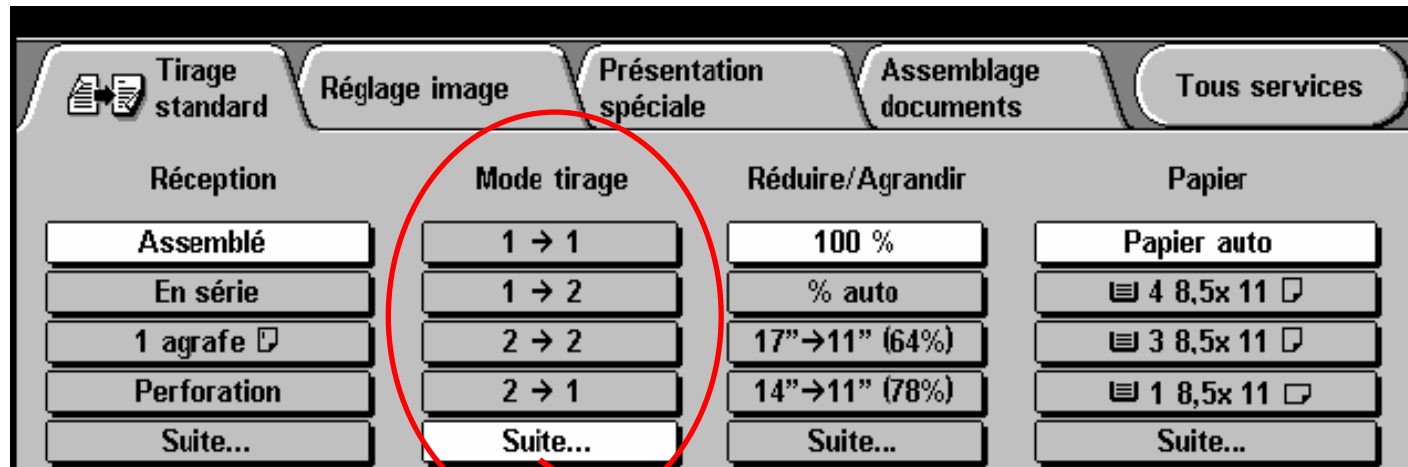 Tirage
standard
Réglage image
Présentation
spéciale
Assemblage
documents
Tous services
Réception
Mode tirage
Réduire/Agrandir
Papier
Assemblé
1 → 1
100 %
Papier auto
En série
1 → 2
% auto
4 8,5x 11
1 agrafe
2 → 2
17”→11” (64%)
3 8,5x 11
Perforation
2 → 1
14”→11” (78%)
1 8,5x 11
Suite...
Suite...
Suite...
Suite...